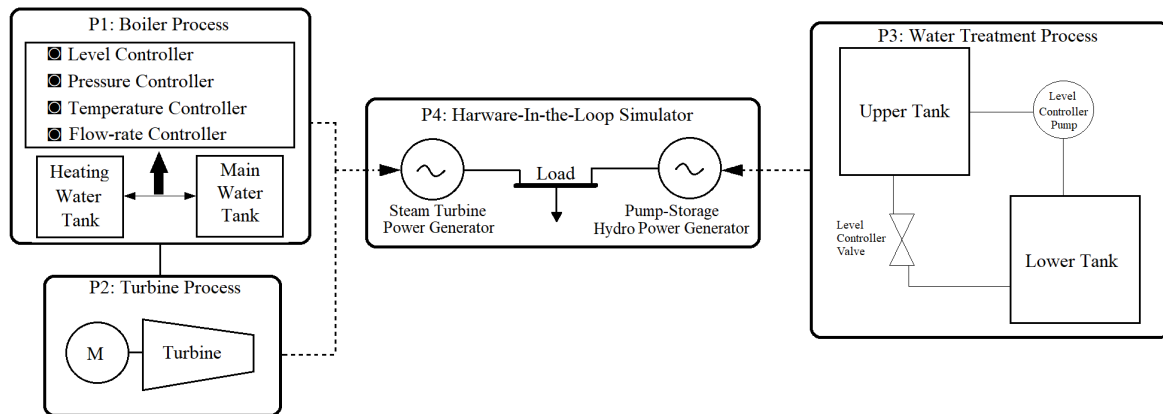 P1: Boiler Process
◙ Level Controller
◙ Pressure Controller
◙ Temperature Controller
◙ Flow-rate Controller
Heating
Water
Tank
Main
Water
Tank
P2: Turbine Process
M
Turbine
P4: Harware-In-the-Loop Simulator
Load
Steam Turbine
Power Generator
Pump-Storage
Hydro Power Generator
P3: Water Treatment Process
Upper Tank
Level
Controller
Pump
Level
Controller
Valve
Lower Tank